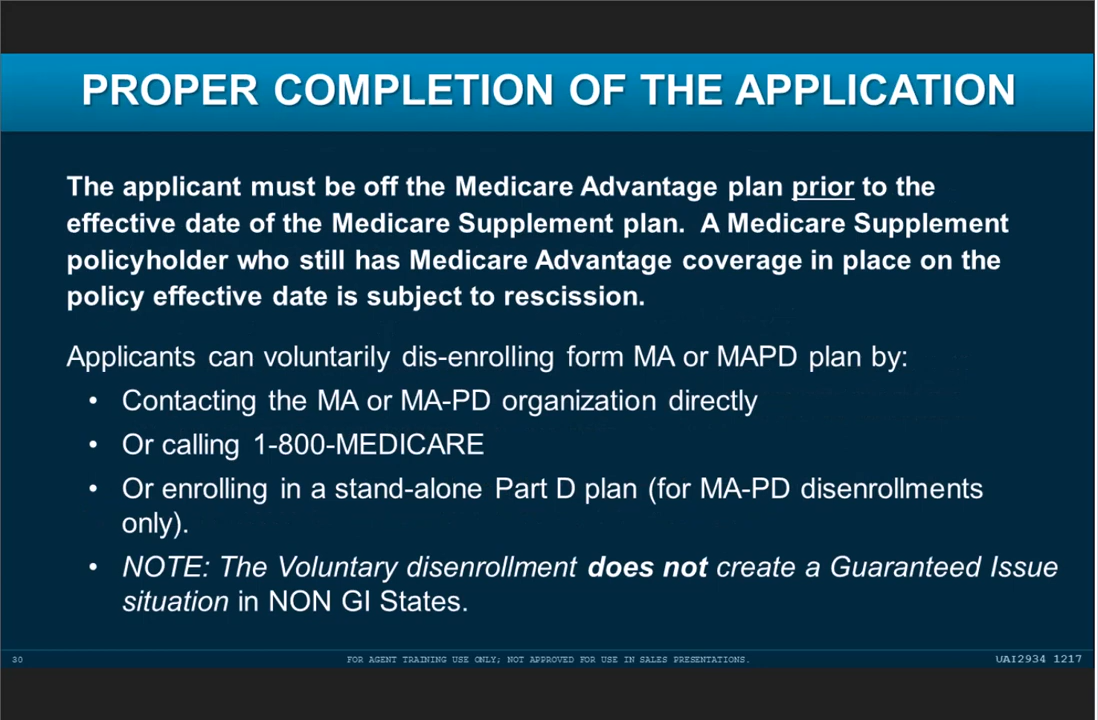 PROPER COMPLETION OF THE APPLICATION
The applicant must be off the Medicare Advantage plan prior to the
effective date of the Medicare Supplement plan. A Medicare Supplement
policyholder who still has Medicare Advantage coverage in place on the
policy effective date is subject to rescission.
Applicants can voluntarily dis-enrolling form MA or MAPD plan by:
• Contacting the MA or MA-PD organization directly
• Or calling 1-800-MEDICARE
• Or enrolling in a stand-alone Part D plan (for MA-PD disenrollments
only).
• NOTE: The Voluntary disenrollment does not create a Guaranteed Issue
situation in NON GI States.
30 FOR AGENT TRAINING USE ONLY; NOT APPROVED FOR USE IN SALES PRESENTATIONS. UAI2934 1217